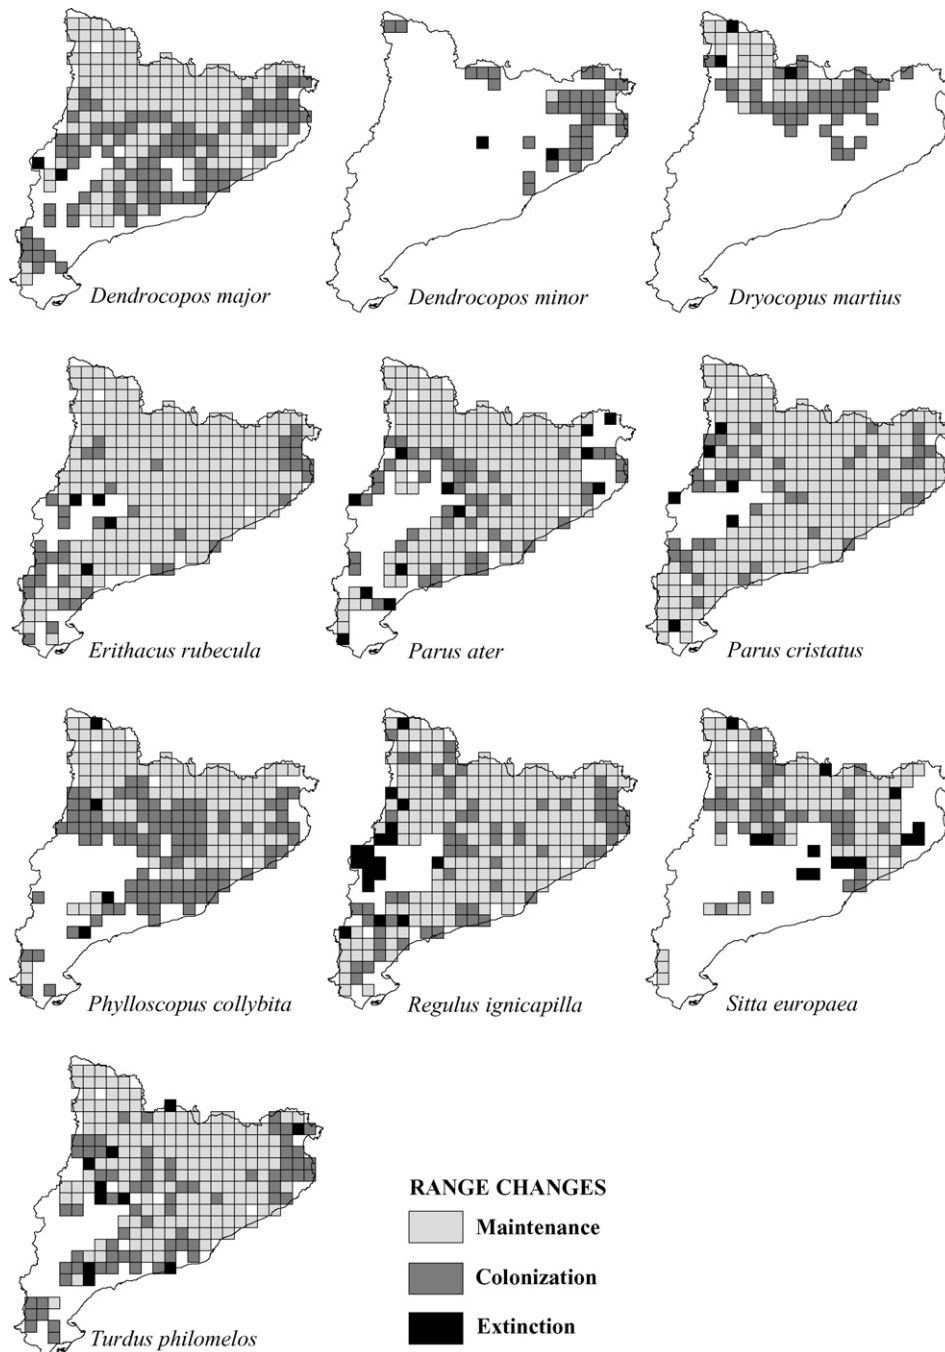 Dendrocopos major
Dendrocopos minor
Dryocopus martius
Erithacus rubecula
Parus ater
Parus cristatus
Phylloscopus collybita
Regulus ignicapilla
Sitta europaea
Turdus philomelos
RANGE CHANGES
Maintenance
Colonization
Extinction